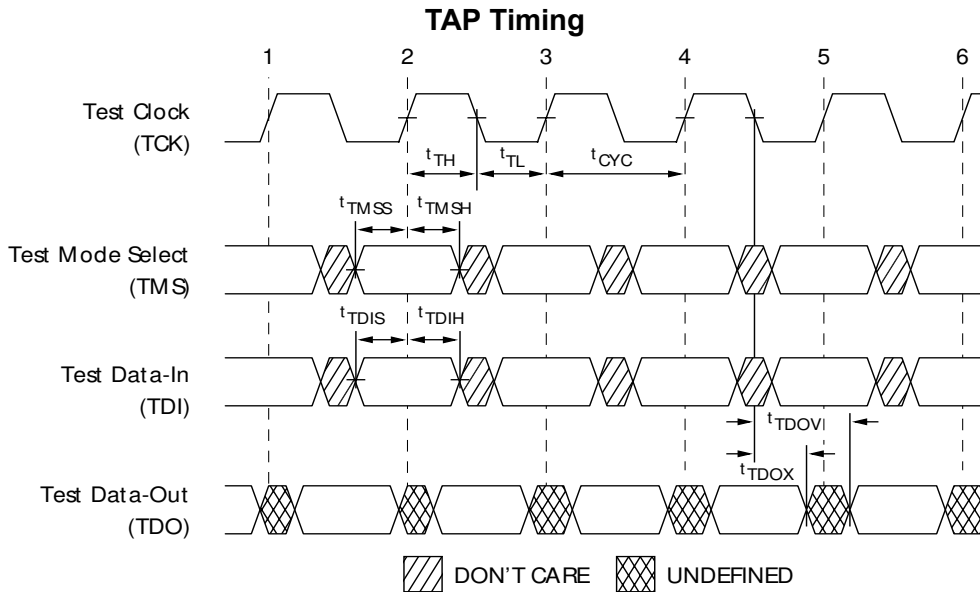 TAP Timing
1 2 3 4 5 6
Test Clock
(TCK)
tTH tTL tCYC
tTMSS tTMSH
Test Mode Select
(TMS)
tTDIS tTDIH
Test Data-In
(TDI)
tTDOV
tTDOX
Test Data-Out
(TDO)
DON'T CARE UNDEFINED